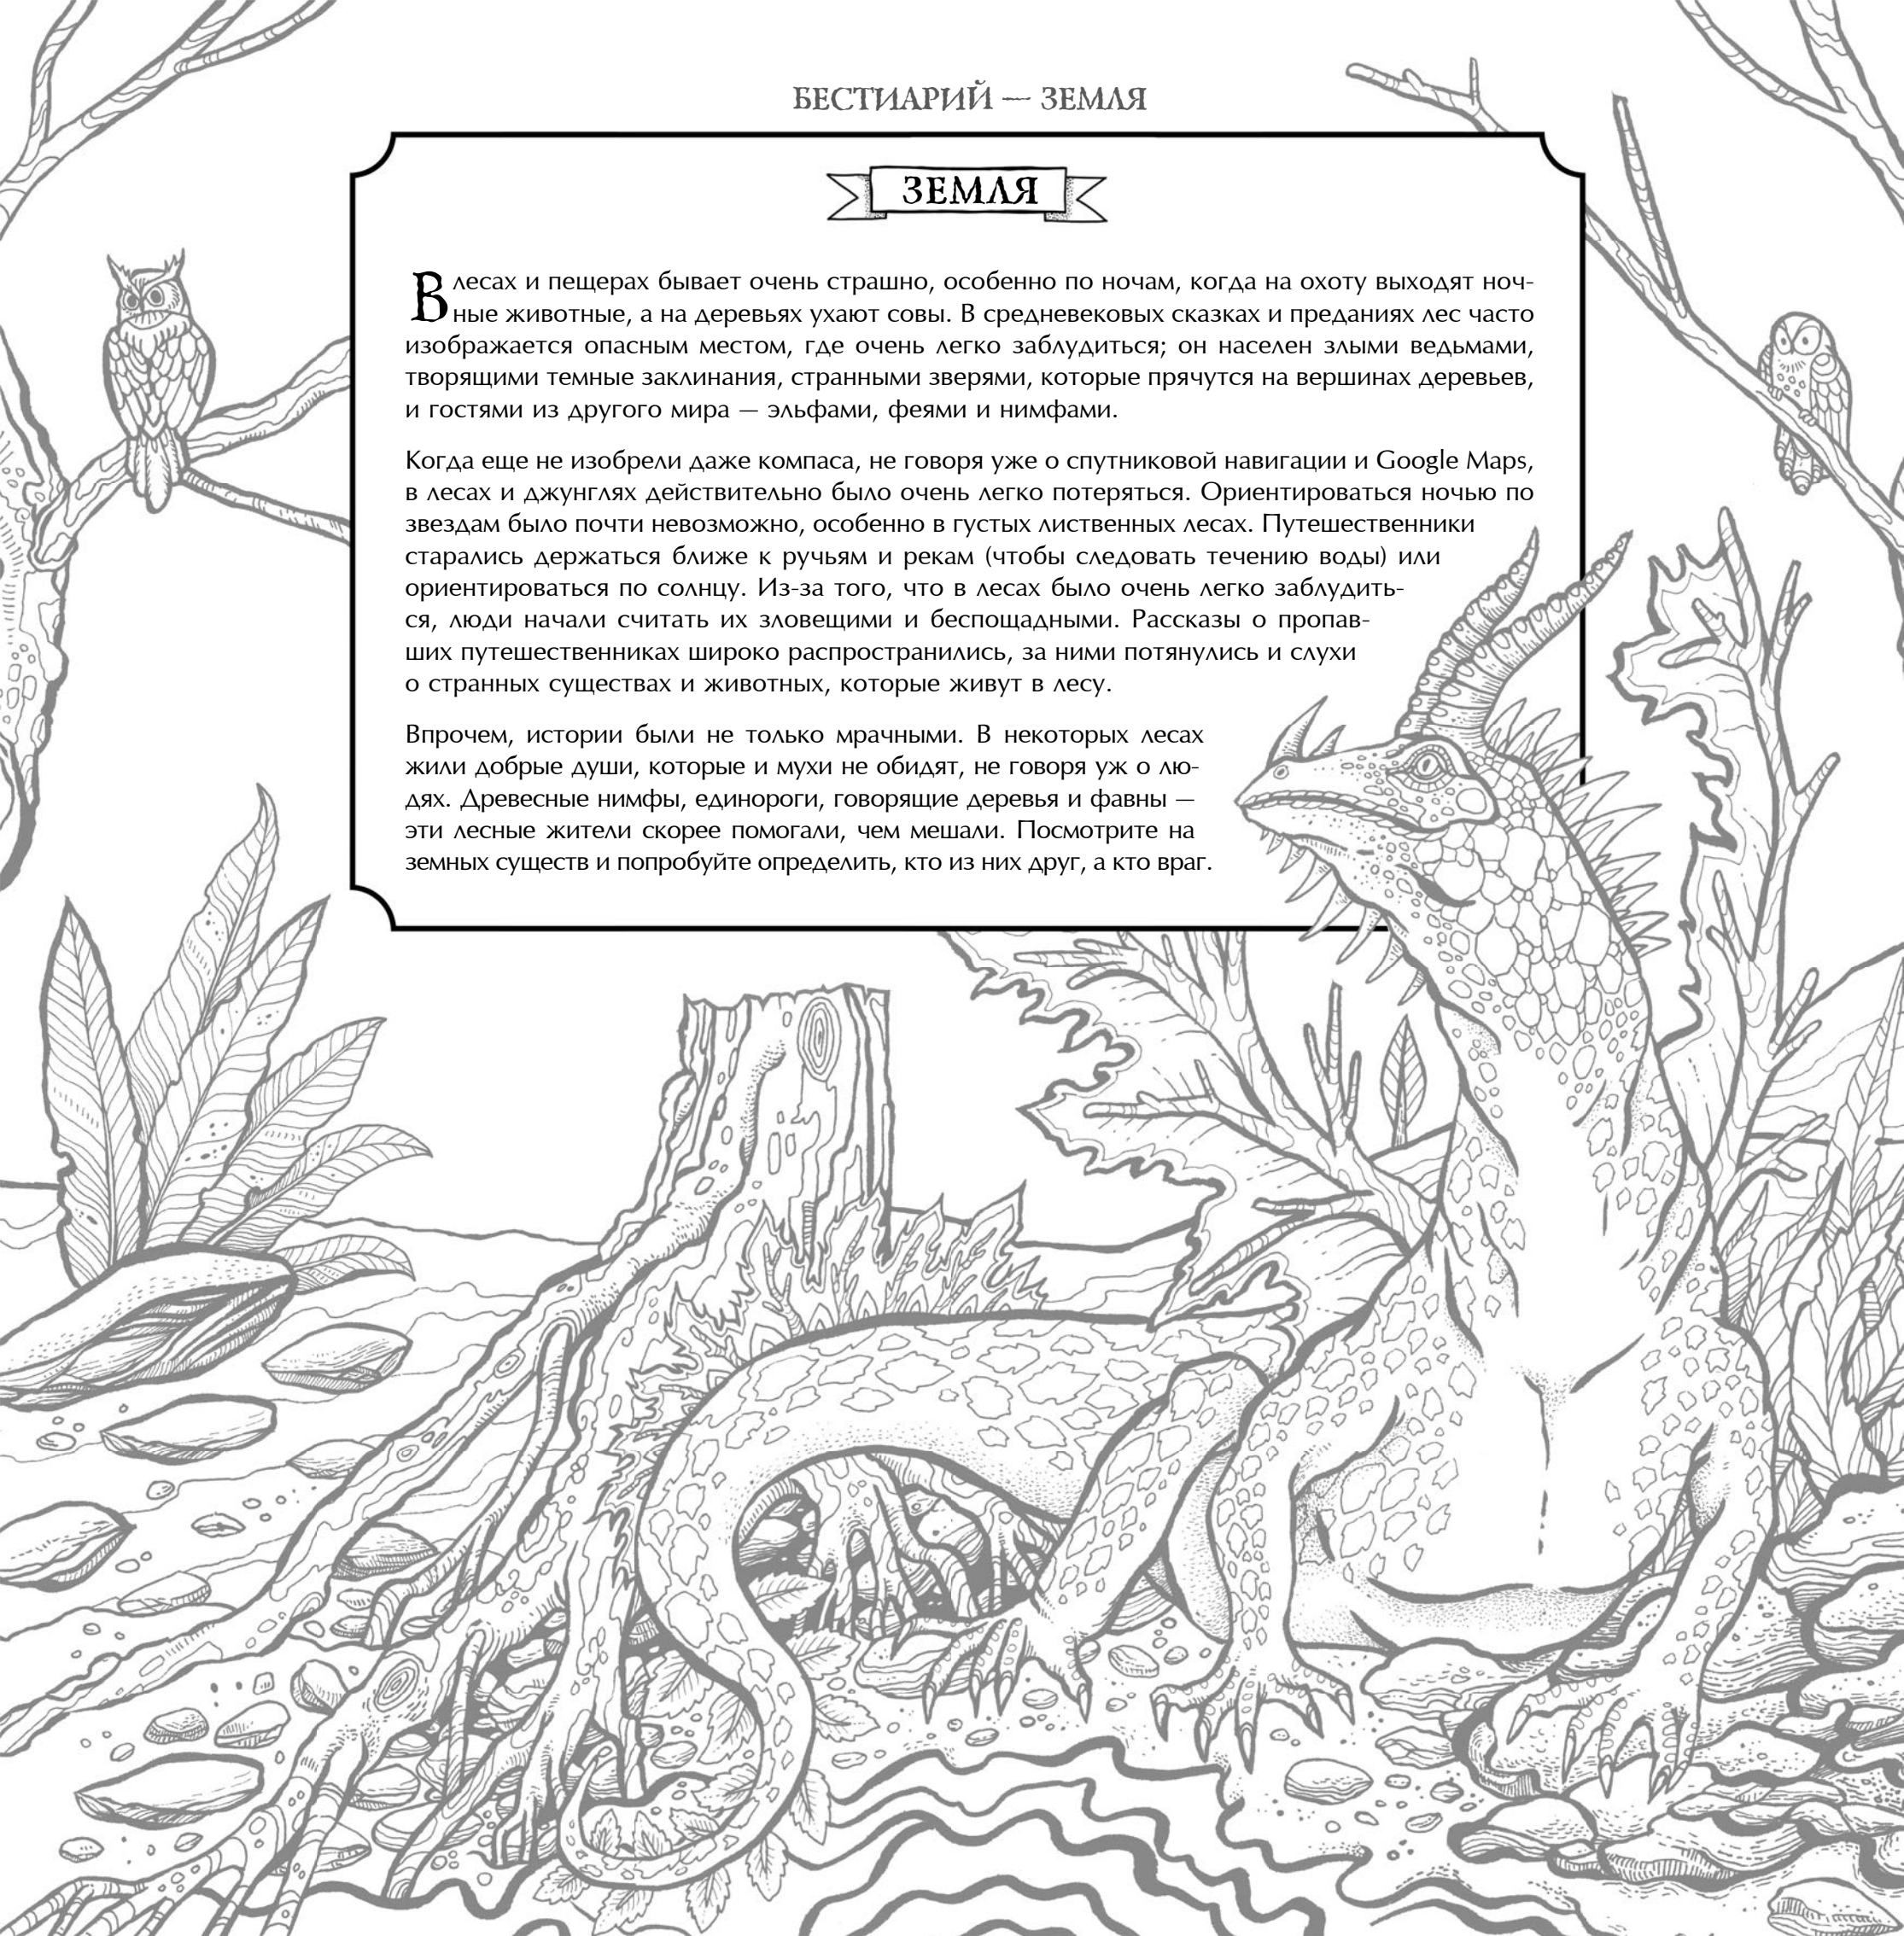 БЕСТИАРИЙ — ЗЕМЛЯ
ЗЕМЛЯ
В лесах и пещерах бывает очень страшно, особенно по ночам, когда на охоту выходят ноч-
ные животные, а на деревьях ухают совы. В средневековых сказках и преданиях лес часто
изображается опасным местом, где очень легко заблудиться; он населен злыми ведьмами,
творящими темные заклинания, странными зверями, которые прячутся на вершинах деревьев,
и гостями из другого мира — эльфами, феями и нимфами.
Когда еще не изобрели даже компаса, не говоря уже о спутниковой навигации и Google Maps,
в лесах и джунглях действительно было очень легко потеряться. Ориентироваться ночью по
звездам было почти невозможно, особенно в густых лиственных лесах. Путешественники
старались держаться ближе к ручьям и рекам (чтобы следовать течению воды) или
ориентироваться по солнцу. Из-за того, что в лесах было очень легко заблудить-
ся, люди начали считать их зловещими и беспощадными. Рассказы о пропав-
ших путешественниках широко распространились, за ними потянулись и слухи
о странных существах и животных, которые живут в лесу.
Впрочем, истории были не только мрачными. В некоторых лесах
жили добрые души, которые и мухи не обидят, не говоря уж о лю-
дях. Древесные нимфы, единороги, говорящие деревья и фавны —
эти лесные жители скорее помогали, чем мешали. Посмотрите на
земных существ и попробуйте определить, кто из них друг, а кто враг.